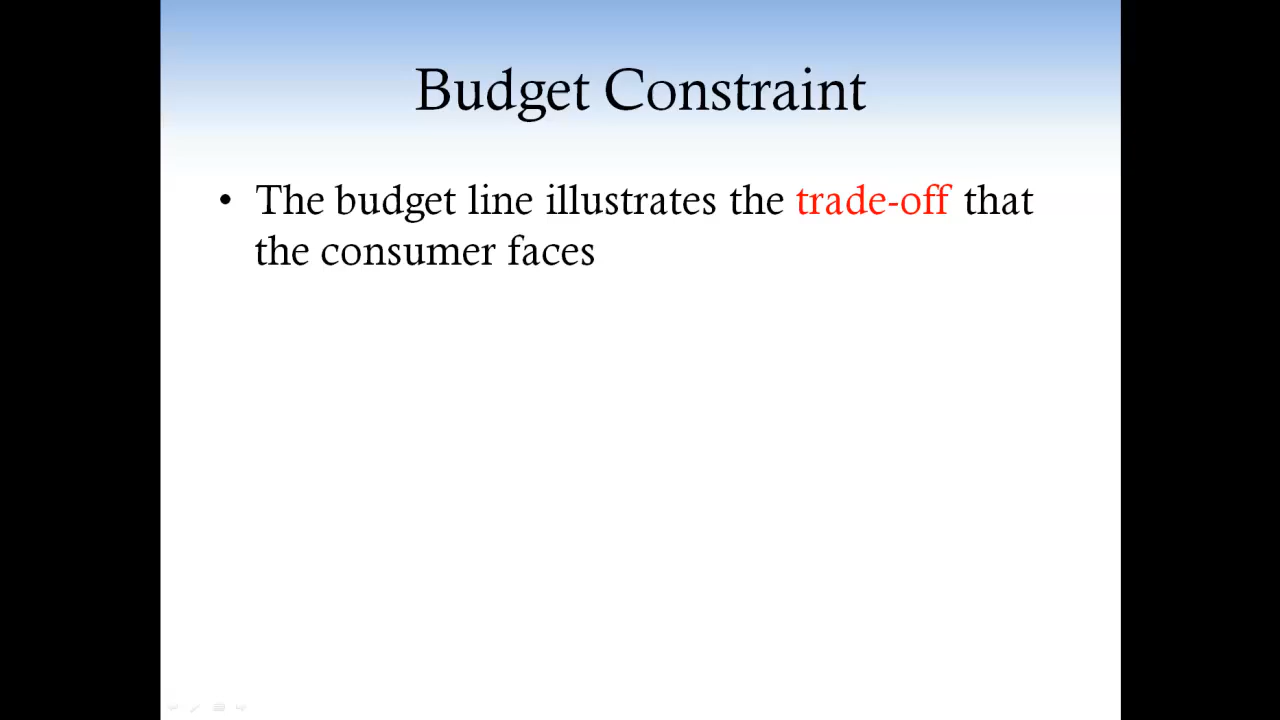 Budget Constraint
• The budget line illustrates the trade-off that
the consumer faces